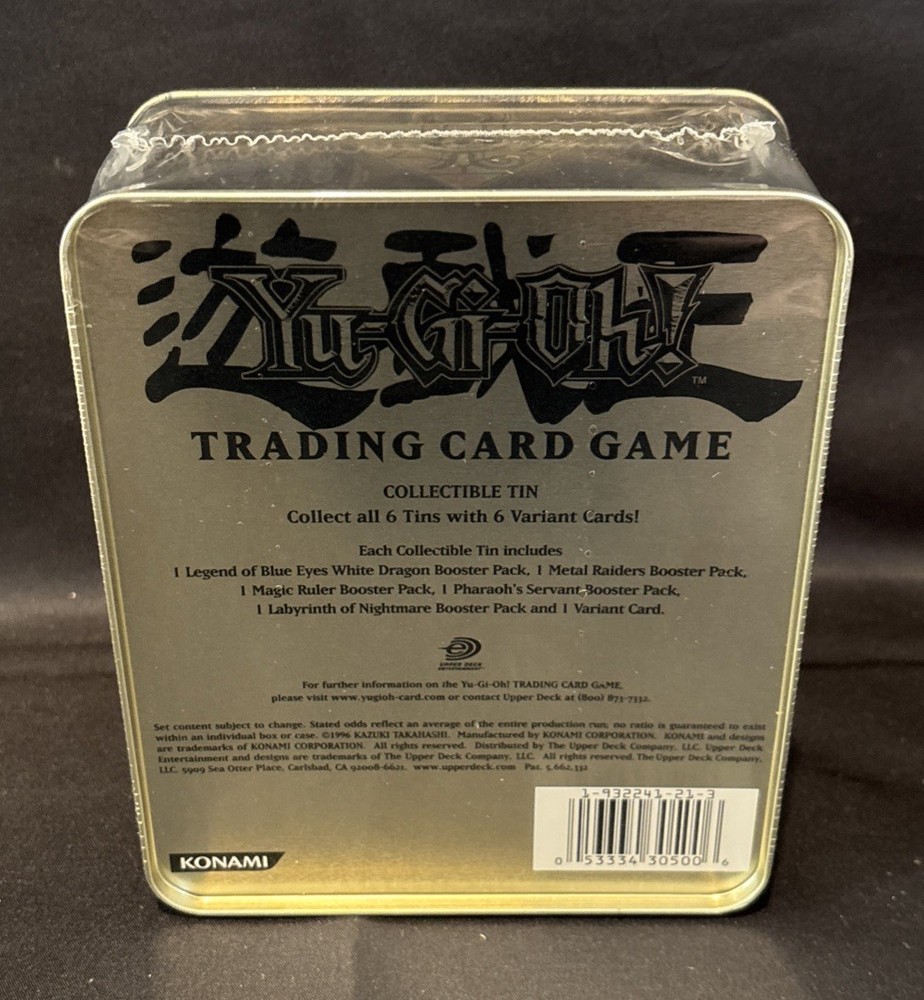 遊戯王
Yu-Gi-Oh!
TM
TRADING CARD GAME
COLLECTIBLE TIN
Collect all 6 Tins with 6 Variant Cards!
Each Collectible Tin includes
1 Legend of Blue Eyes White Dragon Booster Pack, 1 Metal Raiders Booster Pack,
1 Magic Ruler Booster Pack, 1 Pharaoh's Servant Booster Pack,
1 Labyrinth of Nightmare Booster Pack and 1 Variant Card.
UPPER DECK
ENTERTAINMENT
For further information on the Yu-Gi-Oh! TRADING CARD GAME,
please visit www.yugioh-card.com or contact Upper Deck at (800) 873-7332.
Set content subject to change. Stated odds reflect an average of the entire production run; no ratio is guaranteed to exist
within an individual box or case. ©1996 KAZUKI TAKAHASHI. Manufactured by KONAMI CORPORATION. KONAMI and designs
are trademarks of KONAMI CORPORATION. All rights reserved. Distributed by The Upper Deck Company, LLC. Upper Deck
Entertainment and designs are trademarks of The Upper Deck Company, LLC. All rights reserved. The Upper Deck Company,
LLC. 5909 Sea Otter Place, Carlsbad, CA 92008-6621. www.upperdeck.com Pat. 5,662,332
1-932241-21-3
0 53334 30500 6
KONAMI